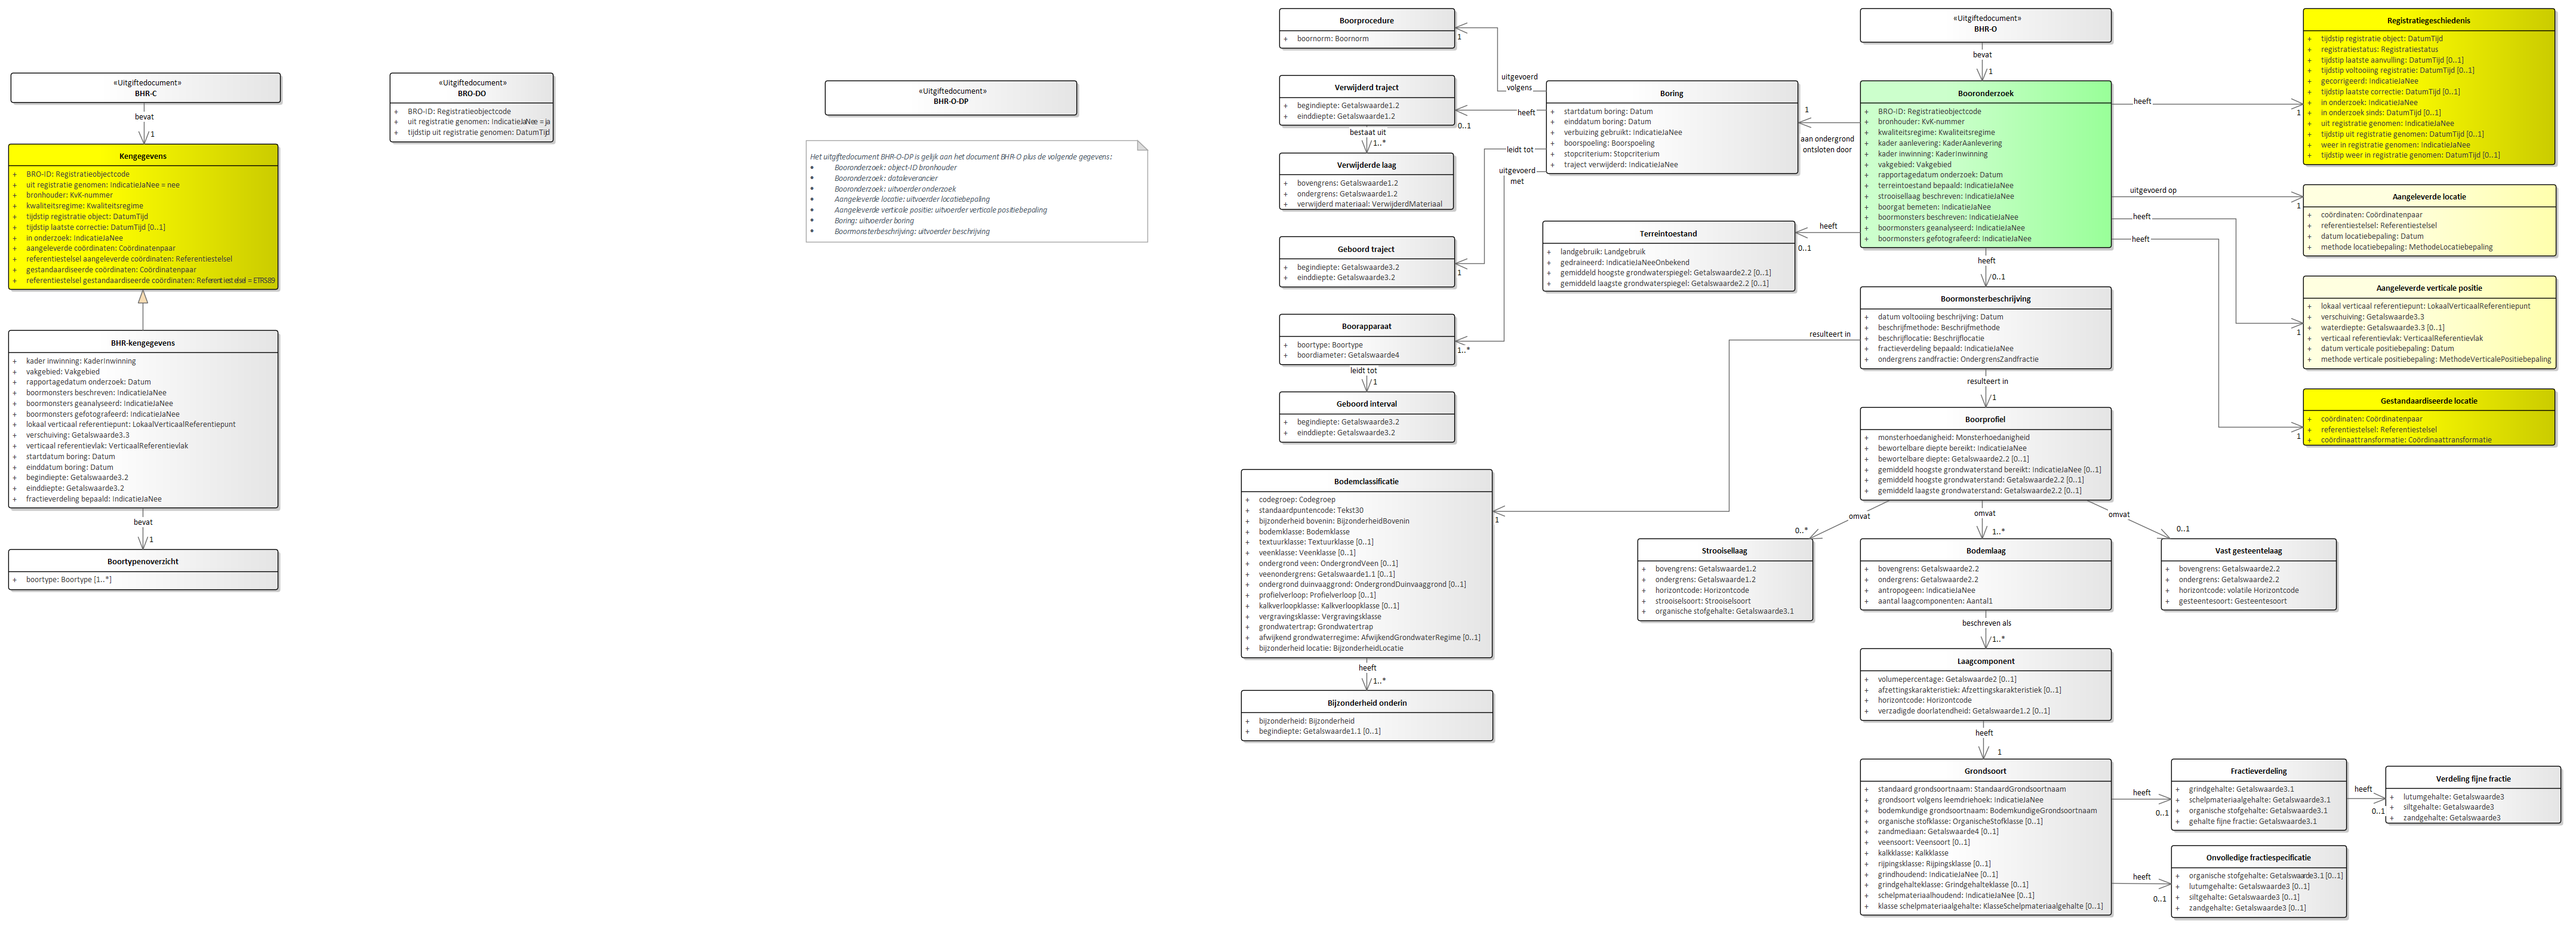 «Uitgiftedocument»
BHR-C
bevat
1
Kengegevens
+ BRO-ID: Registratieobjectcode
+ uit registratie genomen: IndicatieJaNee = nee
+ bronhouder: KvK-nummer
+ kwaliteitsregime: Kwaliteitsregime
+ tijdstip registratie object: DatumTijd
+ tijdstip laatste correctie: DatumTijd [0..1]
+ in onderzoek: IndicatieJaNee
+ aangeleverde coördinaten: Coördinatenpaar
+ referentiestelsel aangeleverde coördinaten: Referentiestelsel
+ gestandaardiseerde coördinaten: Coördinatenpaar
+ referentiestelsel gestandaardiseerde coördinaten: Referentiestelsel = ETRS89
BHR-kengegevens
+ kader inwinning: KaderInwinning
+ vakgebied: Vakgebied
+ rapportagedatum onderzoek: Datum
+ boormonsters beschreven: IndicatieJaNee
+ boormonsters geanalyseerd: IndicatieJaNee
+ boormonsters gefotografeerd: IndicatieJaNee
+ lokaal verticaal referentiepunt: LokaalVerticaalReferentiepunt
+ verschuiving: Getalswaarde3.3
+ verticaal referentievlak: VerticaalReferentievlak
+ startdatum boring: Datum
+ einddatum boring: Datum
+ begindiepte: Getalswaarde3.2
+ einddiepte: Getalswaarde3.2
+ fractieverdeling bepaald: IndicatieJaNee
bevat
1
Boortypenoverzicht
+ boortype: Boortype [1..*]
«Uitgiftedocument»
BRO-DO
+ BRO-ID: Registratieobjectcode
+ uit registratie genomen: IndicatieJaNee = ja
+ tijdstip uit registratie genomen: DatumTijd
«Uitgiftedocument»
BHR-O-DP
Het uitgiftedocument BHR-O-DP is gelijk aan het document BHR-O plus de volgende gegevens:
• Booronderzoek: object-ID bronhouder
• Booronderzoek: dataleverancier
• Booronderzoek: uitvoerder onderzoek
• Aangeleverde locatie: uitvoerder locatiebepaling
• Aangeleverde verticale positie: uitvoerder verticale positiebepaling
• Boring: uitvoerder boring
• Boormonsterbeschrijving: uitvoerder beschrijving
Boorprocedure
+ boornorm: Boornorm
1
uitgevoerd
volgens
Verwijderd traject
+ begindiepte: Getalswaarde1.2
+ einddiepte: Getalswaarde1.2
heeft
0..1
bestaat uit
1..*
Verwijderde laag
+ bovengrens: Getalswaarde1.2
+ ondergrens: Getalswaarde1.2
+ verwijderd materiaal: VerwijderdMateriaal
leidt tot
uitgevoerd
met
Geboord traject
+ begindiepte: Getalswaarde3.2
+ einddiepte: Getalswaarde3.2
1
Boorapparaat
+ boortype: Boortype
+ boordiameter: Getalswaarde4
1..*
leidt tot
1
Geboord interval
+ begindiepte: Getalswaarde3.2
+ einddiepte: Getalswaarde3.2
Bodemclassificatie
+ codegroep: Codegroep
+ standaardpuntencode: Tekst30
+ bijzonderheid bovenin: BijzonderheidBovenin
+ bodemklasse: Bodemklasse
+ textuurklasse: Textuurklasse [0..1]
+ veenklasse: Veenklasse [0..1]
+ ondergrond veen: OndergrondVeen [0..1]
+ veenondergrens: Getalswaarde1.1 [0..1]
+ ondergrond duinvaaggrond: OndergrondDuinvaaggrond [0..1]
+ profielverloop: Profielverloop [0..1]
+ kalkverloopklasse: Kalkverloopklasse [0..1]
+ vergravingsklasse: Vergravingsklasse
+ grondwatertrap: Grondwatertrap
+ afwijkend grondwaterregime: AfwijkendGrondwaterRegime [0..1]
+ bijzonderheid locatie: BijzonderheidLocatie
1
heeft
1..*
Bijzonderheid onderin
+ bijzonderheid: Bijzonderheid
+ begindiepte: Getalswaarde1.1 [0..1]
Boring
+ startdatum boring: Datum
+ einddatum boring: Datum
+ verbuizing gebruikt: IndicatieJaNee
+ boorspoeling: Boorspoeling
+ stopcriterium: Stopcriterium
+ traject verwijderd: IndicatieJaNee
1
aan ondergrond
ontsloten door
Terreintoestand
+ landgebruik: Landgebruik
+ gedraineerd: IndicatieJaNeeOnbekend
+ gemiddeld hoogste grondwaterspiegel: Getalswaarde2.2 [0..1]
+ gemiddeld laagste grondwaterspiegel: Getalswaarde2.2 [0..1]
heeft
0..1
resulteert in
«Uitgiftedocument»
BHR-O
bevat
1
Booronderzoek
+ BRO-ID: Registratieobjectcode
+ bronhouder: KvK-nummer
+ kwaliteitsregime: Kwaliteitsregime
+ kader aanlevering: KaderAanlevering
+ kader inwinning: KaderInwinning
+ vakgebied: Vakgebied
+ rapportagedatum onderzoek: Datum
+ terreintoestand bepaald: IndicatieJaNee
+ strooisellaag beschreven: IndicatieJaNee
+ boorgat bemeten: IndicatieJaNee
+ boormonsters beschreven: IndicatieJaNee
+ boormonsters geanalyseerd: IndicatieJaNee
+ boormonsters gefotografeerd: IndicatieJaNee
heeft
0..1
Boormonsterbeschrijving
+ datum voltooiing beschrijving: Datum
+ beschrijfmethode: Beschrijfmethode
+ beschrijflocatie: Beschrijflocatie
+ fractieverdeling bepaald: IndicatieJaNee
+ ondergrens zandfractie: OndergrensZandfractie
resulteert in
1
Boorprofiel
+ monsterhoedanigheid: Monsterhoedanigheid
+ bewortelbare diepte bereikt: IndicatieJaNee
+ bewortelbare diepte: Getalswaarde2.2 [0..1]
+ gemiddeld hoogste grondwaterstand bereikt: IndicatieJaNee [0..1]
+ gemiddeld hoogste grondwaterstand: Getalswaarde2.2 [0..1]
+ gemiddeld laagste grondwaterstand: Getalswaarde2.2 [0..1]
omvat
0..*
omvat
1..*
omvat
0..1
Strooisellaag
+ bovengrens: Getalswaarde1.2
+ ondergrens: Getalswaarde1.2
+ horizontcode: Horizontcode
+ strooiselsoort: Strooiselsoort
+ organische stofgehalte: Getalswaarde3.1
Bodemlaag
+ bovengrens: Getalswaarde2.2
+ ondergrens: Getalswaarde2.2
+ antropogeen: IndicatieJaNee
+ aantal laagcomponenten: Aantal1
Vast gesteentelaag
+ bovengrens: Getalswaarde2.2
+ ondergrens: Getalswaarde2.2
+ horizontcode: volatile Horizontcode
+ gesteentesoort: Gesteentesoort
beschreven als
1..*
Laagcomponent
+ volumepercentage: Getalswaarde2 [0..1]
+ afzettingskarakteristiek: Afzettingskarakteristiek [0..1]
+ horizontcode: Horizontcode
+ verzadigde doorlatendheid: Getalswaarde1.2 [0..1]
heeft
1
Grondsoort
+ standaard grondsoortnaam: StandaardGrondsoortnaam
+ grondsoort volgens leemdriehoek: IndicatieJaNee
+ bodemkundige grondsoortnaam: BodemkundigeGrondsoortnaam
+ organische stofklasse: OrganischeStofklasse [0..1]
+ zandmediaan: Getalswaarde4 [0..1]
+ veensoort: Veensoort [0..1]
+ kalkklasse: Kalkklasse
+ rijpingsklasse: Rijpingsklasse [0..1]
+ grindhoudend: IndicatieJaNee [0..1]
+ grindgehalteklasse: Grindgehalteklasse [0..1]
+ schelpmateriaalhoudend: IndicatieJaNee [0..1]
+ klasse schelpmateriaalgehalte: KlasseSchelpmateriaalgehalte [0..1]
heeft
0..1
Fractieverdeling
+ grindgehalte: Getalswaarde3.1
+ schelpmateriaalgehalte: Getalswaarde3.1
+ organische stofgehalte: Getalswaarde3.1
+ gehalte fijne fractie: Getalswaarde3.1
heeft
0..1
Verdeling fijne fractie
+ lutumgehalte: Getalswaarde3
+ siltgehalte: Getalswaarde3
+ zandgehalte: Getalswaarde3
heeft
0..1
Onvolledige fractiespecificatie
+ organische stofgehalte: Getalswaarde3.1 [0..1]
+ lutumgehalte: Getalswaarde3 [0..1]
+ siltgehalte: Getalswaarde3 [0..1]
+ zandgehalte: Getalswaarde3 [0..1]
heeft
1
Registratiegeschiedenis
+ tijdstip registratie object: DatumTijd
+ registratiestatus: Registratiestatus
+ tijdstip laatste aanvulling: DatumTijd [0..1]
+ tijdstip voltooiing registratie: DatumTijd [0..1]
+ gecorrigeerd: IndicatieJaNee
+ tijdstip laatste correctie: DatumTijd [0..1]
+ in onderzoek: IndicatieJaNee
+ in onderzoek sinds: DatumTijd [0..1]
+ uit registratie genomen: IndicatieJaNee
+ tijdstip uit registratie genomen: DatumTijd [0..1]
+ weer in registratie genomen: IndicatieJaNee
+ tijdstip weer in registratie genomen: DatumTijd [0..1]
uitgevoerd op
1
Aangeleverde locatie
+ coördinaten: Coördinatenpaar
+ referentiestelsel: Referentiestelsel
+ datum locatiebepaling: Datum
+ methode locatiebepaling: MethodeLocatiebepaling
heeft
1
Aangeleverde verticale positie
+ lokaal verticaal referentiepunt: LokaalVerticaalReferentiepunt
+ verschuiving: Getalswaarde3.3
+ waterdiepte: Getalswaarde3.3 [0..1]
+ verticaal referentievlak: VerticaalReferentievlak
+ datum verticale positiebepaling: Datum
+ methode verticale positiebepaling: MethodeVerticalePositiebepaling
heeft
1
Gestandaardiseerde locatie
+ coördinaten: Coördinatenpaar
+ referentiestelsel: Referentiestelsel
+ coördinaattransformatie: Coördinaattransformatie